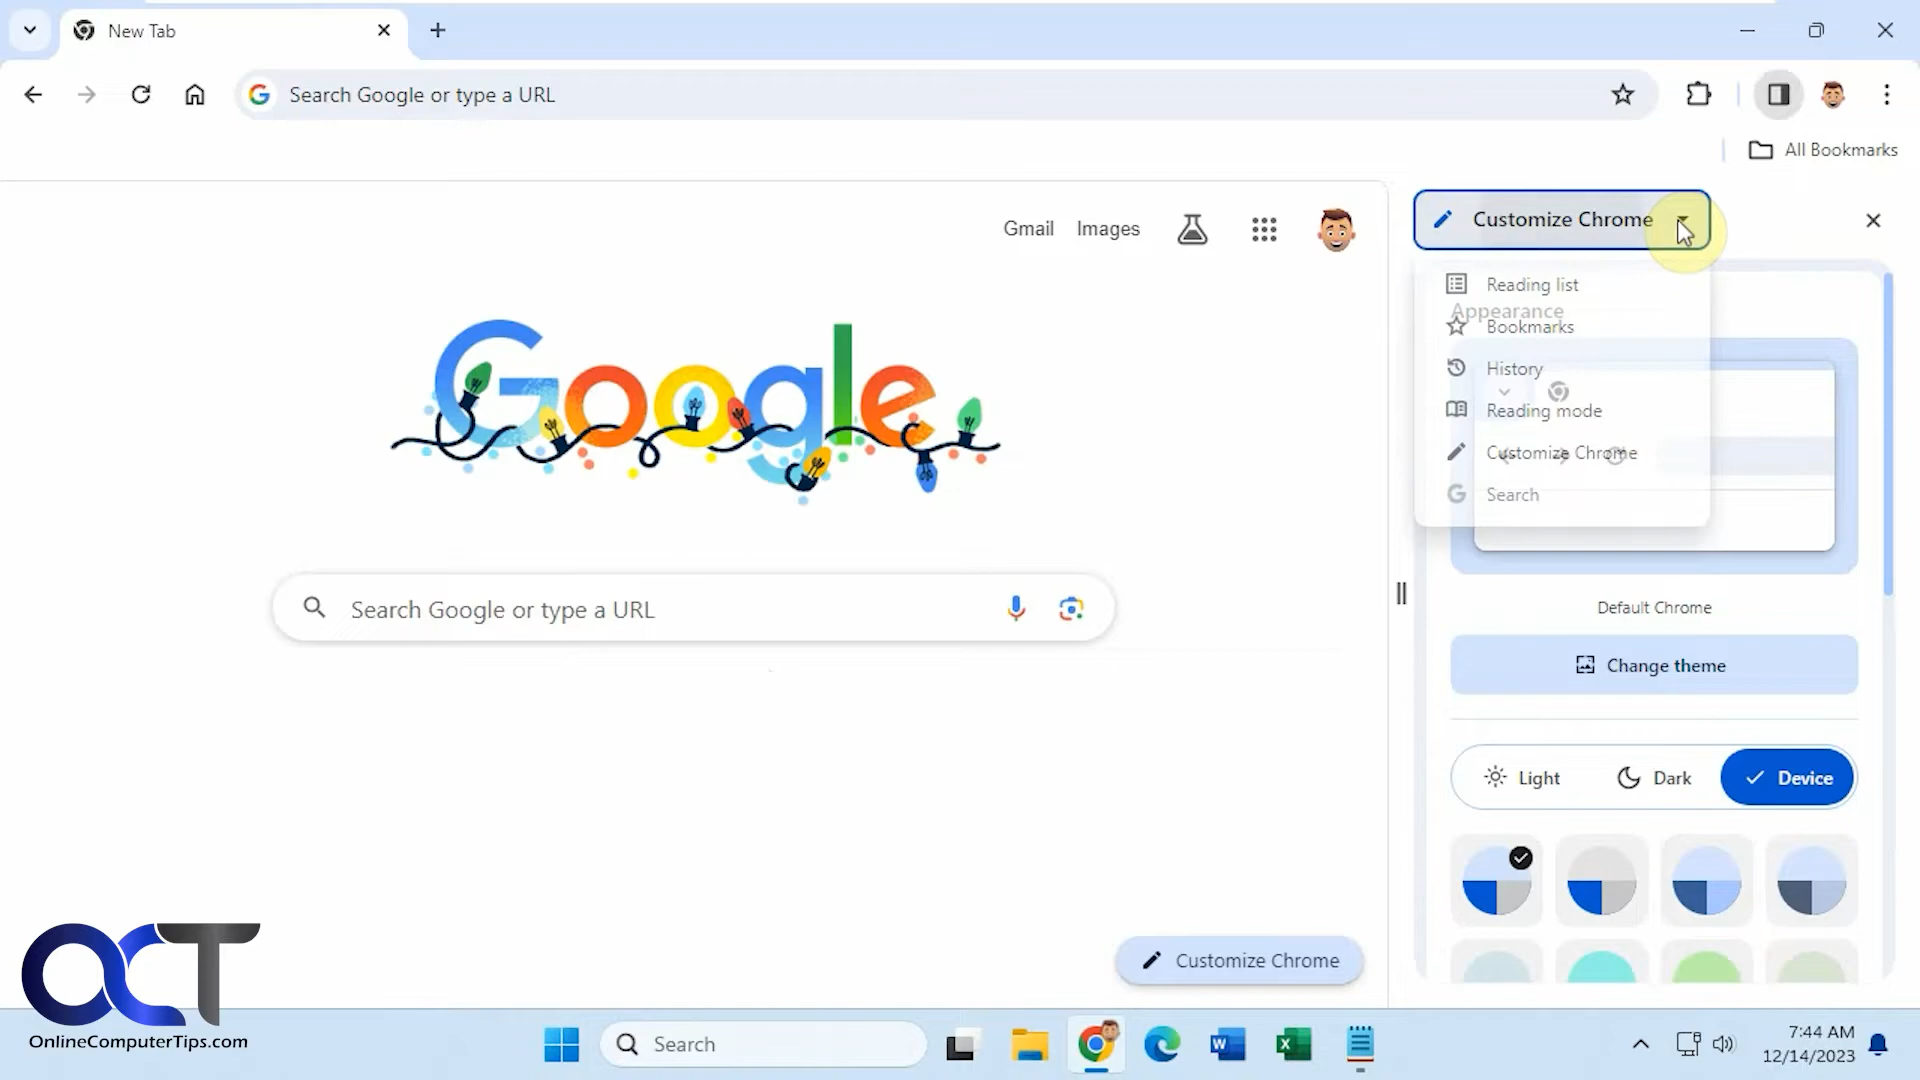 New Tab
Search Google or type a URL
All Bookmarks
Gmail Images
Customize Chrome
Reading list
Appearance
Bookmarks
History
Reading mode
Customize Chrome
Search
Google
Search Google or type a URL
Default Chrome
Change theme
Light Dark Device
Customize Chrome
OCT
OnlineComputerTips.com
Search
7:44 AM
12/14/2023